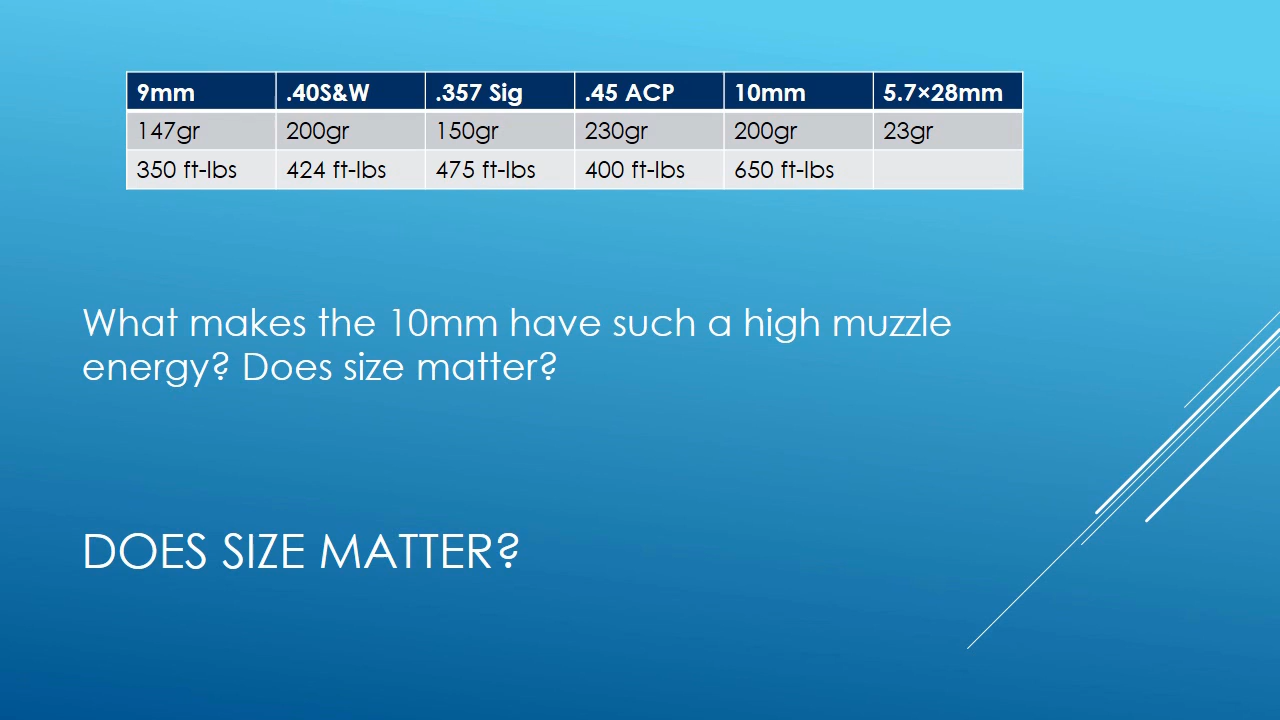 9mm .40S&W .357 Sig .45 ACP 10mm 5.7×28mm
147gr 200gr 150gr 230gr 200gr 23gr
350 ft-lbs 424 ft-lbs 475 ft-lbs 400 ft-lbs 650 ft-lbs
What makes the 10mm have such a high muzzle
energy? Does size matter?
DOES SIZE MATTER?